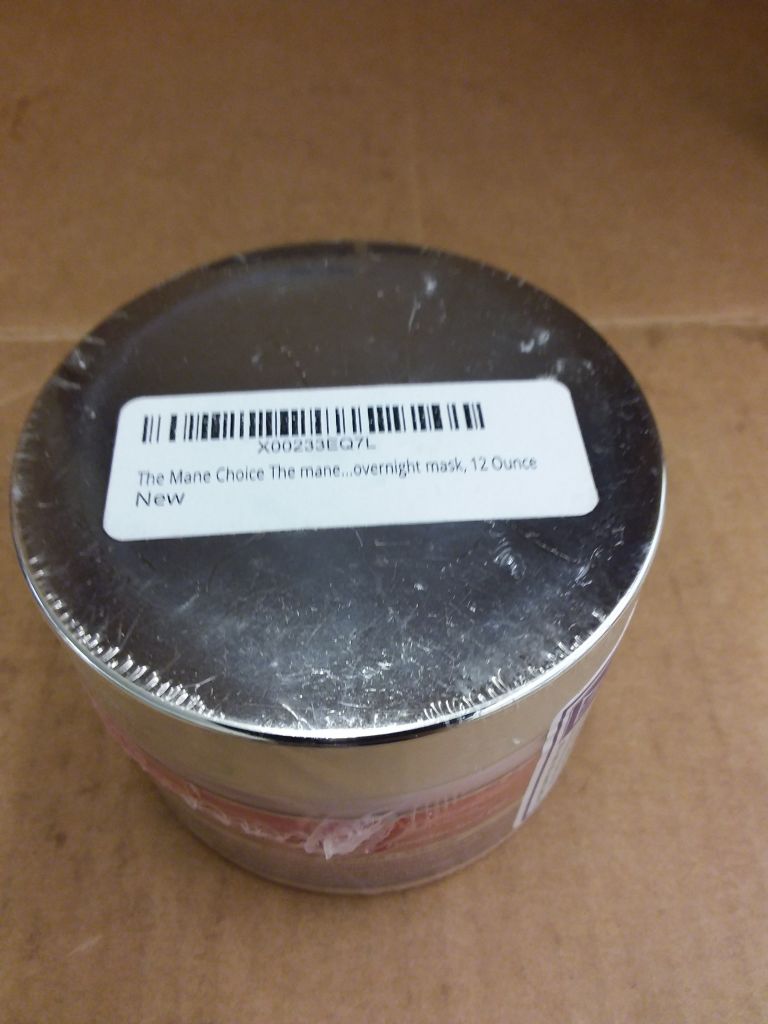 X00233EQ7L
The Mane Choice The mane...overnight mask, 12 Ounce
New